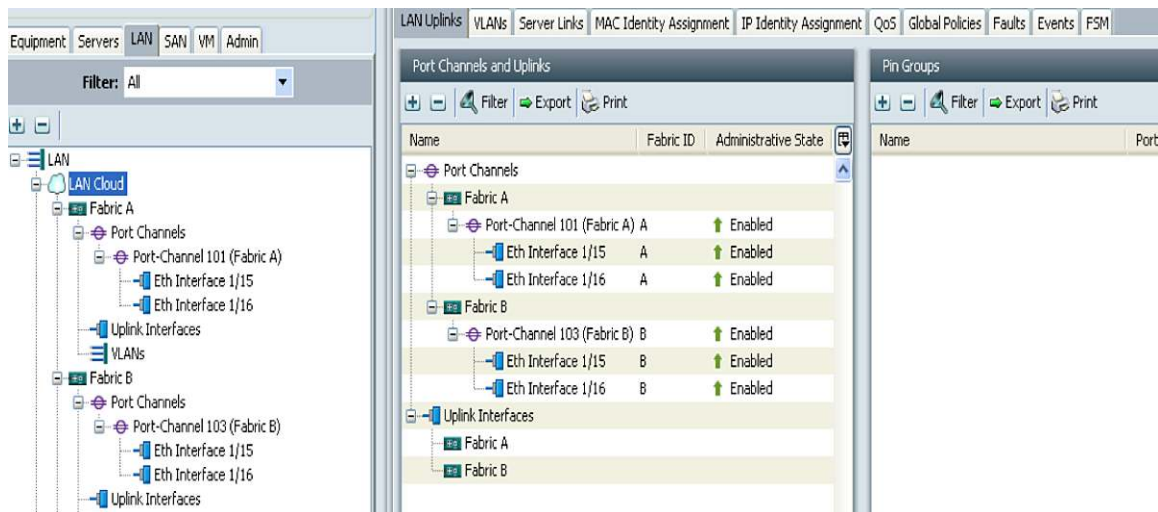 Equipment Servers LAN SAN VM Admin
Filter: All
LAN
LAN Cloud
Fabric A
Port Channels
Port-Channel 101 (Fabric A)
Eth Interface 1/15
Eth Interface 1/16
Uplink Interfaces
VLANs
Fabric B
Port Channels
Port-Channel 103 (Fabric B)
Eth Interface 1/15
Eth Interface 1/16
Uplink Interfaces
LAN Uplinks VLANs Server Links MAC Identity Assignment IP Identity Assignment QoS Global Policies Faults Events FSM
Port Channels and Uplinks
Filter Export Print
Name Fabric ID Administrative State
Port Channels
Fabric A
Port-Channel 101 (Fabric A) A Enabled
Eth Interface 1/15 A Enabled
Eth Interface 1/16 A Enabled
Fabric B
Port-Channel 103 (Fabric B) B Enabled
Eth Interface 1/15 B Enabled
Eth Interface 1/16 B Enabled
Uplink Interfaces
Fabric A
Fabric B
Pin Groups
Filter Export Print
Name Port